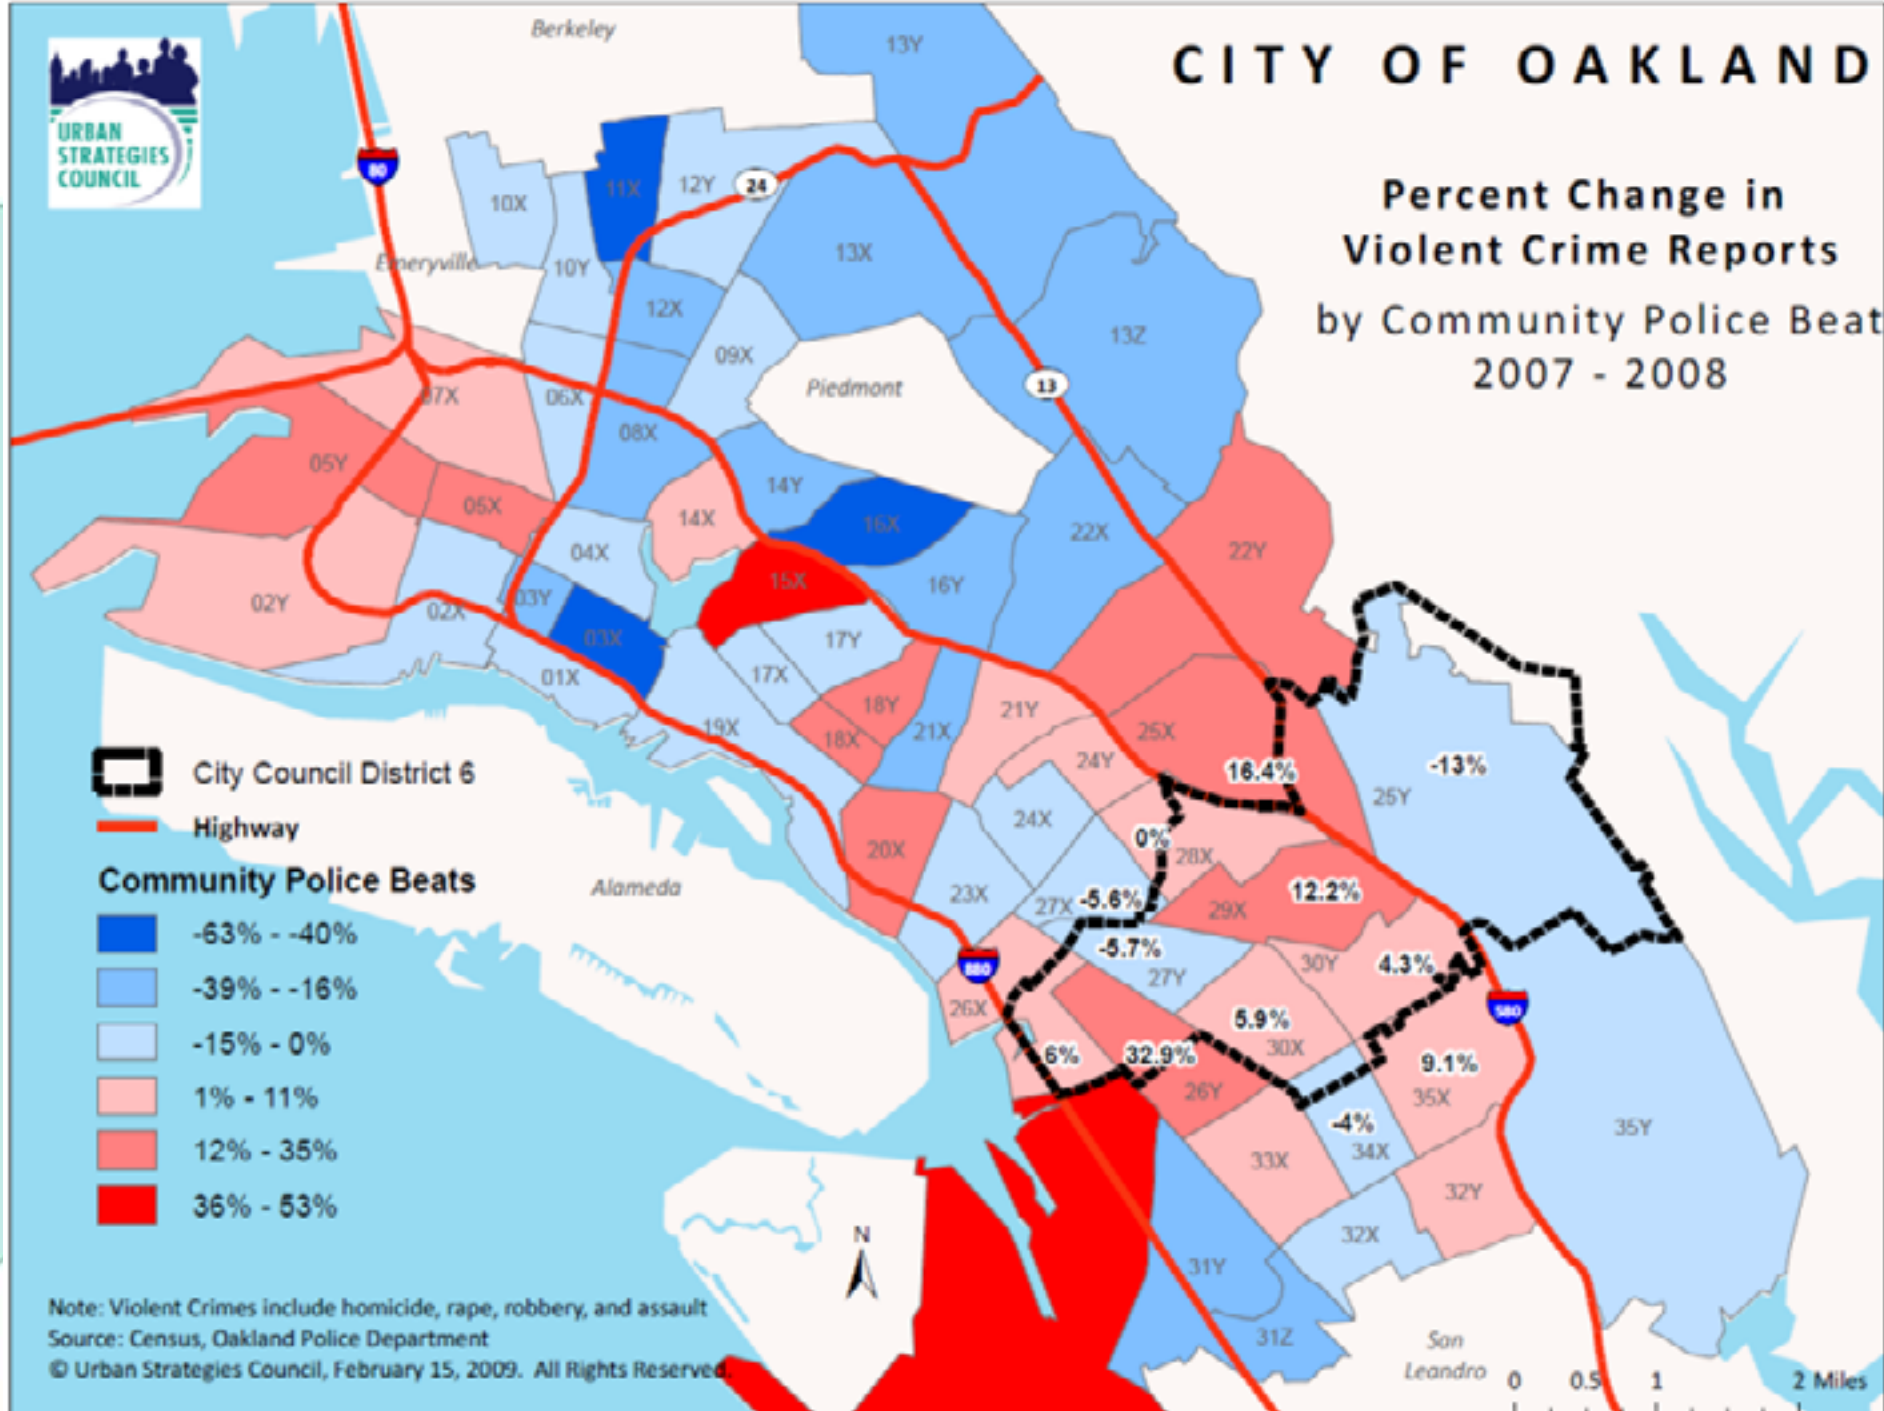 URBAN
STRATEGIES
COUNCIL
CITY OF OAKLAND
Percent Change in
Violent Crime Reports
by Community Police Beat
2007 - 2008
Berkeley
13Y
80
10X
11X
12Y
24
Emeryville
10Y
13X
12X
09X
13Z
Piedmont
13
07X
06X
08X
05Y
05X
14Y
14X
16X
22X
22Y
04X
15X
16Y
02Y
02X
03Y
03X
17Y
01X
17X
19X
18Y
18X
21X
21Y
25X
24Y
16.4%
-13%
25Y
24X
0%
28X
20X
23X
27X
-5.6%
29X
12.2%
-5.7%
27Y
30Y
4.3%
880
26X
580
5.9%
30X
6%
32.9%
26Y
9.1%
35X
-4%
34X
35Y
33X
32Y
32X
31Y
31Z
Alameda
San
Leandro
City Council District 6
Highway
Community Police Beats
-63% - -40%
-39% - -16%
-15% - 0%
1% - 11%
12% - 35%
36% - 53%
N
Note: Violent Crimes include homicide, rape, robbery, and assault
Source: Census, Oakland Police Department
© Urban Strategies Council, February 15, 2009. All Rights Reserved.
0 0.5 1 2 Miles